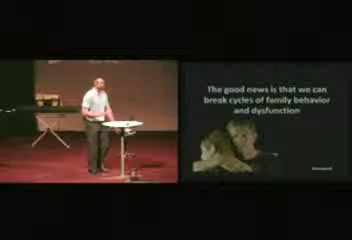 The good news is that we can
break cycles of family behavior
and dysfunction